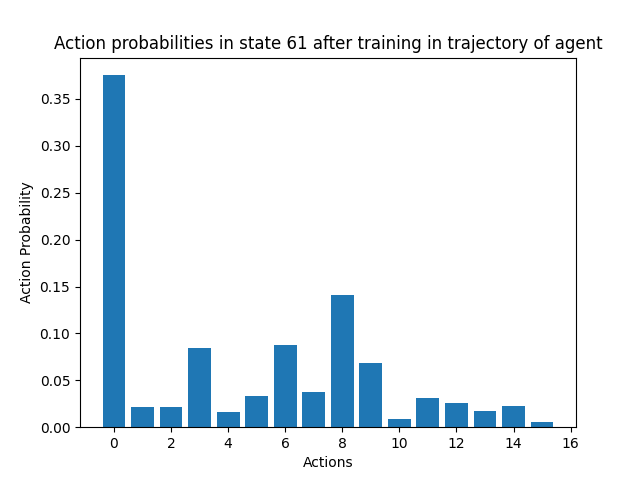 Action probabilities in state 61 after training in trajectory of agent
0.35
0.30
0.25
0.20
0.15
0.10
0.05
0.00
Action Probability
0 2 4 6 8 10 12 14 16
Actions